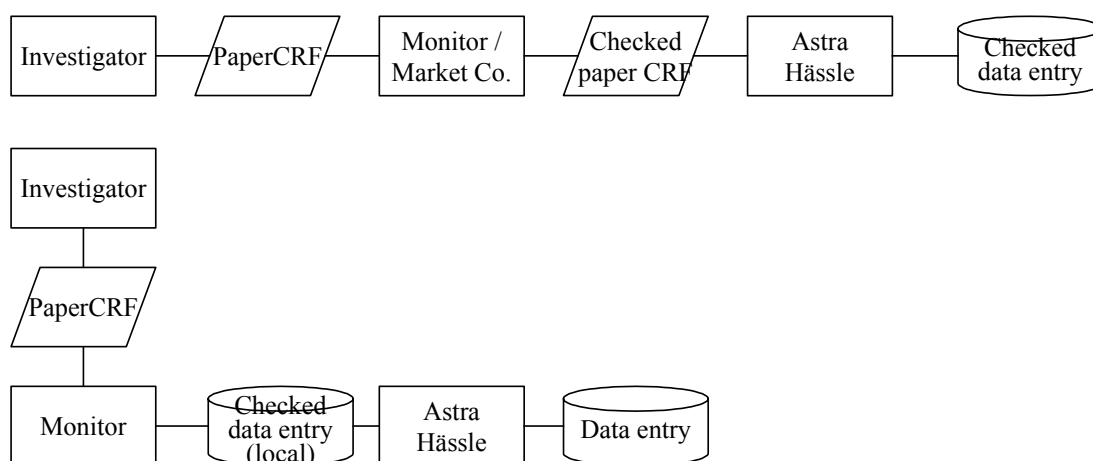 Investigator
PaperCRF
Monitor /
Market Co.
Checked
paper CRF
Astra
Hässle
Checked
data entry
Investigator
PaperCRF
Monitor
Checked
data entry
(local)
Astra
Hässle
Data entry